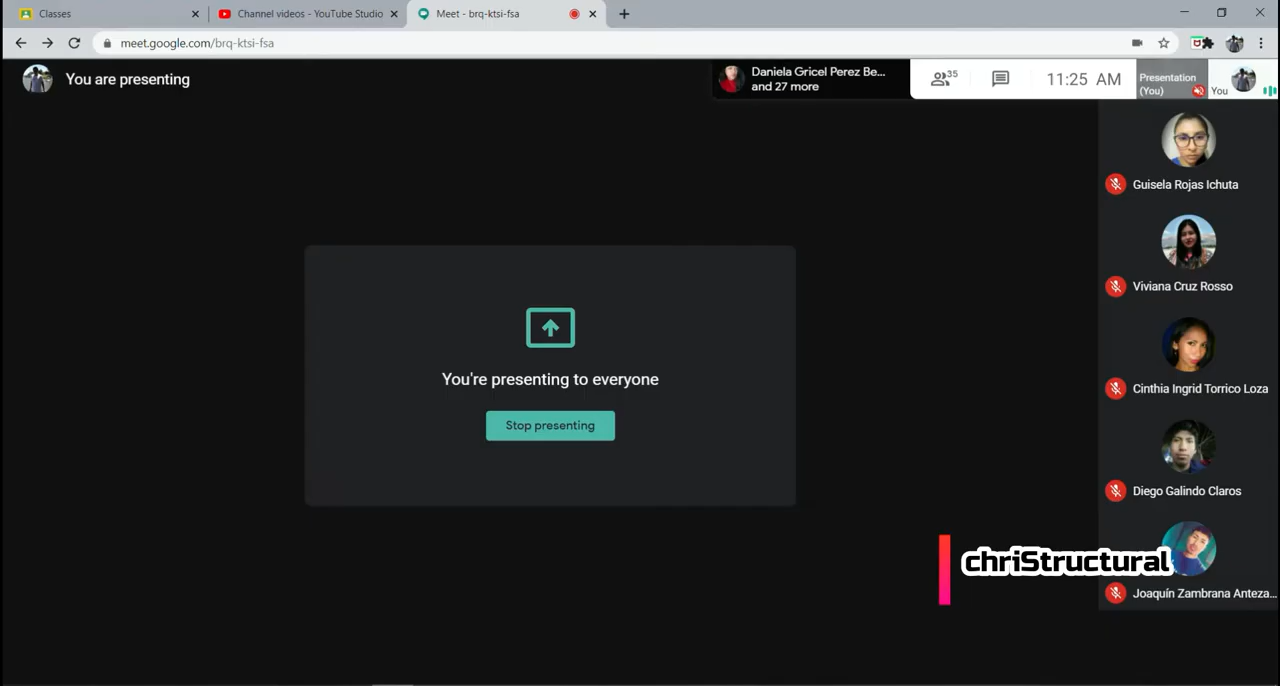 Classes
Channel videos - YouTube Studio
Meet - brq-ktsi-fsa
meet.google.com/brq-ktsi-fsa
You are presenting
Daniela Gricel Perez Be...
and 27 more
35
11:25 AM
Presentation
(You)
You
Guisela Rojas Ichuta
Viviana Cruz Rosso
You're presenting to everyone
Cinthia Ingrid Torrico Loza
Stop presenting
Diego Galindo Claros
chriStructural
Joaquín Zambrana Anteza...